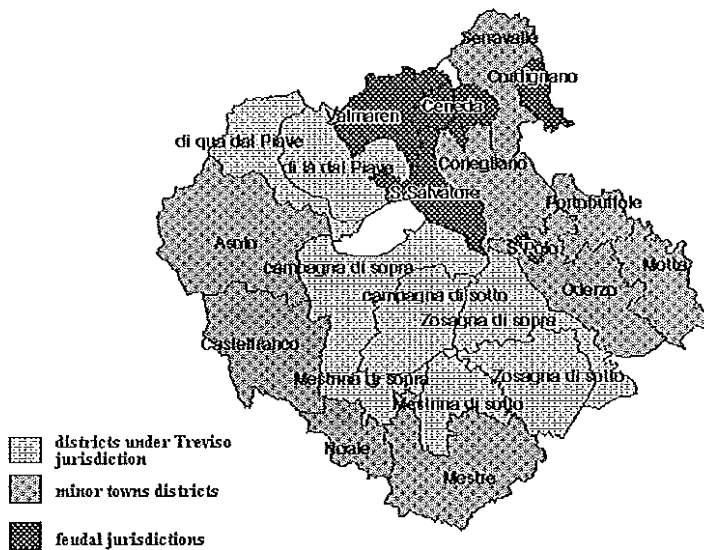 Serravalle
Cordignano
Ceneda
Valmaren
di qua dal Piave
di là dal Piave
Conegliano
S. Salvatore
Portobuffole
Asolo
S. Polo
Motta
campagna di sopra
campagna di sotto
Oderzo
Zosagna di sopra
Castelfranco
Mestrina di sopra
Zosagna di sotto
Mestrina di sotto
Noale
Mestre
districts under Treviso
jurisdiction
minor towns districts
feudal jurisdictions